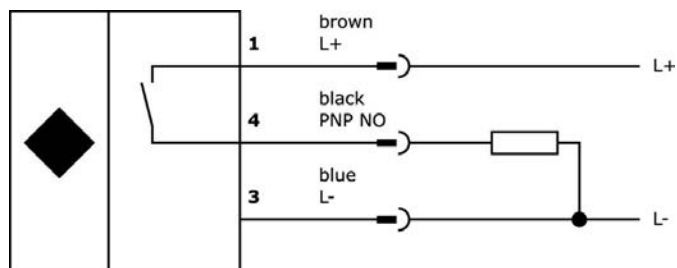 brown
1 L+
L+
black
4 PNP NO
blue
3 L-
L-